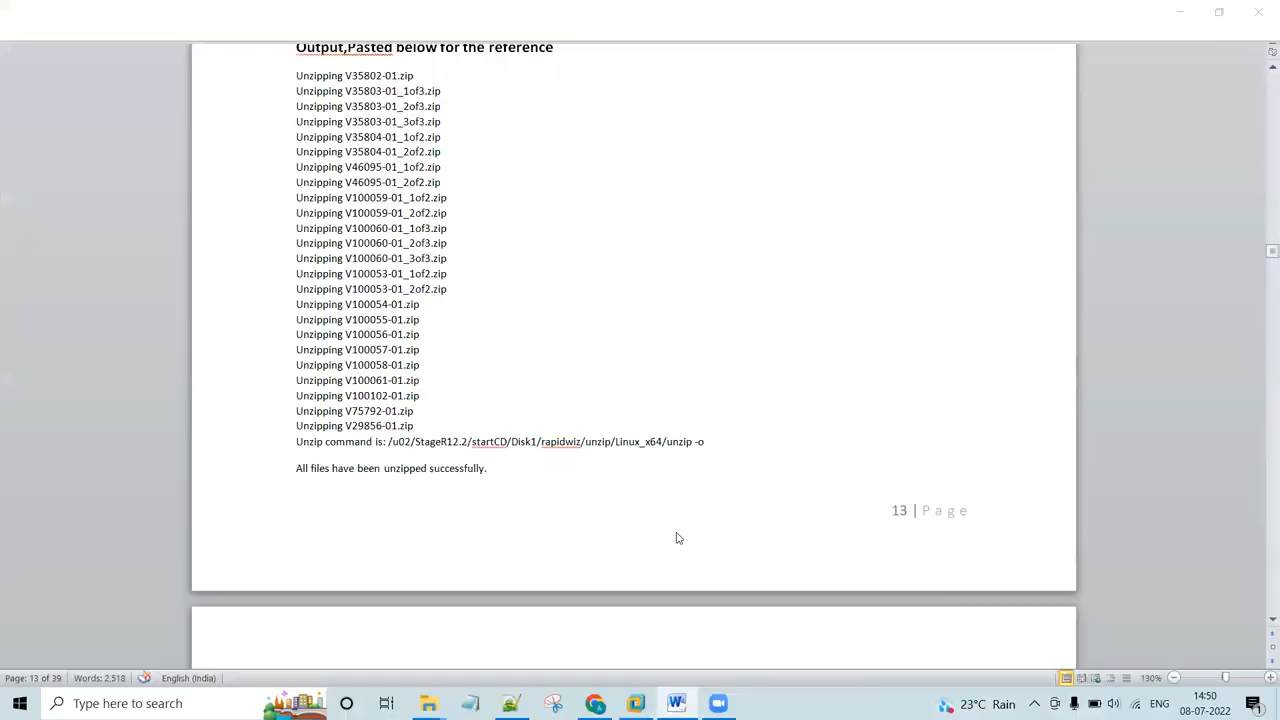 Output,Pasted below for the reference
Unzipping V35802-01.zip
Unzipping V35803-01_1of3.zip
Unzipping V35803-01_2of3.zip
Unzipping V35803-01_3of3.zip
Unzipping V35804-01_1of2.zip
Unzipping V35804-01_2of2.zip
Unzipping V46095-01_1of2.zip
Unzipping V46095-01_2of2.zip
Unzipping V100059-01_1of2.zip
Unzipping V100059-01_2of2.zip
Unzipping V100060-01_1of3.zip
Unzipping V100060-01_2of3.zip
Unzipping V100060-01_3of3.zip
Unzipping V100053-01_1of2.zip
Unzipping V100053-01_2of2.zip
Unzipping V100054-01.zip
Unzipping V100055-01.zip
Unzipping V100056-01.zip
Unzipping V100057-01.zip
Unzipping V100058-01.zip
Unzipping V100061-01.zip
Unzipping V100102-01.zip
Unzipping V75792-01.zip
Unzipping V29856-01.zip
Unzip command is: /u02/StageR12.2/startCD/Disk1/rapidwiz/unzip/Linux_x64/unzip -o
All files have been unzipped successfully.
13 | Page
Page: 13 of 39 Words: 2,518 English (India) 130%
Type here to search 23°C Rain ENG 14:50
08-07-2022 1